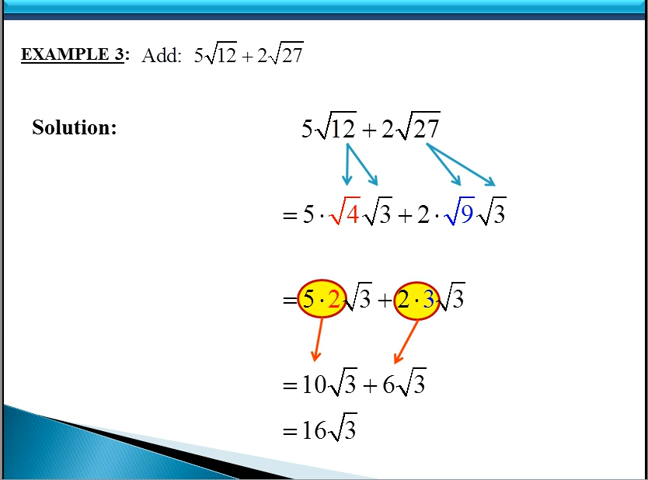 EXAMPLE 3: Add: 5√12 + 2√27
Solution:
5√12 + 2√27
= 5 · √4√3 + 2 · √9√3
= 5 · 2√3 + 2 · 3√3
= 10√3 + 6√3
= 16√3